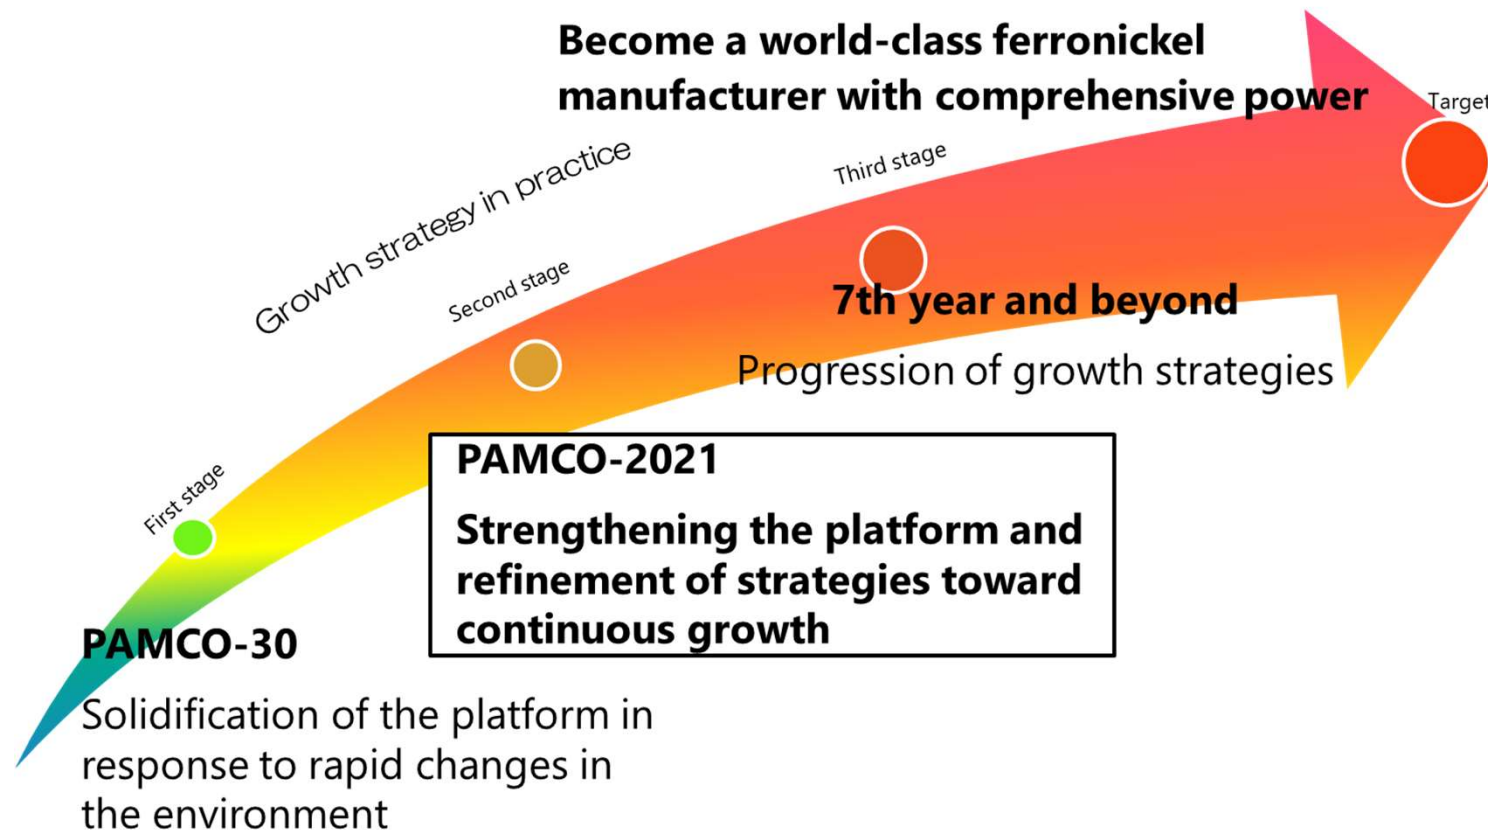 Become a world-class ferronickel
manufacturer with comprehensive power
Target
Growth strategy in practice
Third stage
Second stage
7th year and beyond
Progression of growth strategies
First stage
PAMCO-2021
Strengthening the platform and
refinement of strategies toward
continuous growth
PAMCO-30
Solidification of the platform in
response to rapid changes in
the environment